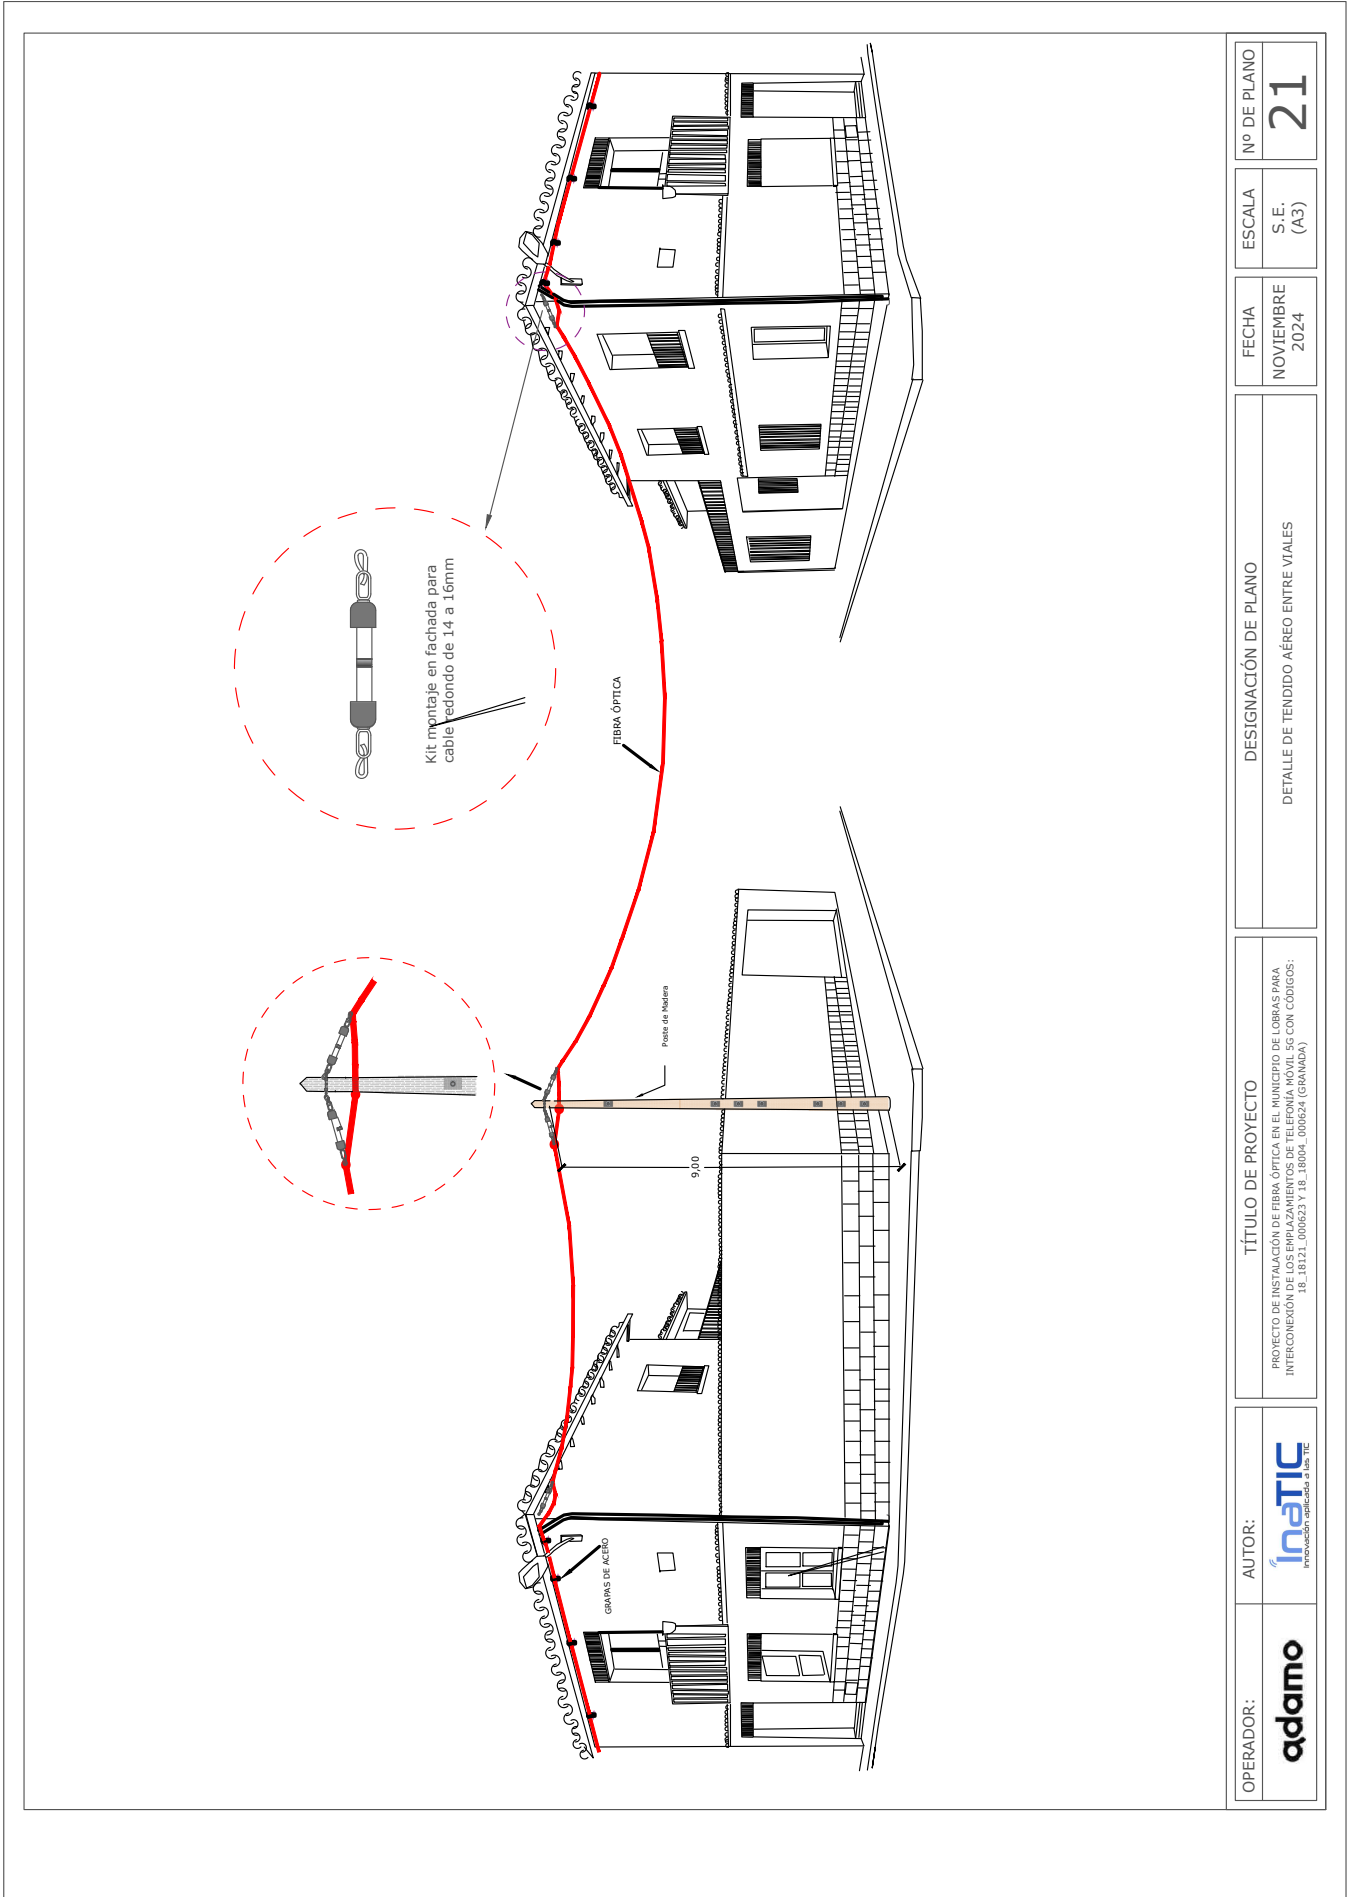 Kit montaje en fachada para
cable redondo de 14 a 16mm
FIBRA ÓPTICA
Poste de Madera
9,00
GRAPAS DE ACERO
OPERADOR:
adamo
AUTOR:
inaTIC
Innovación aplicada a las TIC
TÍTULO DE PROYECTO
PROYECTO DE INSTALACIÓN DE FIBRA ÓPTICA EN EL MUNICIPIO DE LOBRAS PARA
INTERCONEXIÓN DE LOS EMPLAZAMIENTOS DE TELEFONÍA MÓVIL 5G CON CÓDIGOS:
18_18121_000623 Y 18_18004_000624 (GRANADA)
DESIGNACIÓN DE PLANO
DETALLE DE TENDIDO AÉREO ENTRE VIALES
FECHA
NOVIEMBRE
2024
ESCALA
S.E.
(A3)
Nº DE PLANO
21